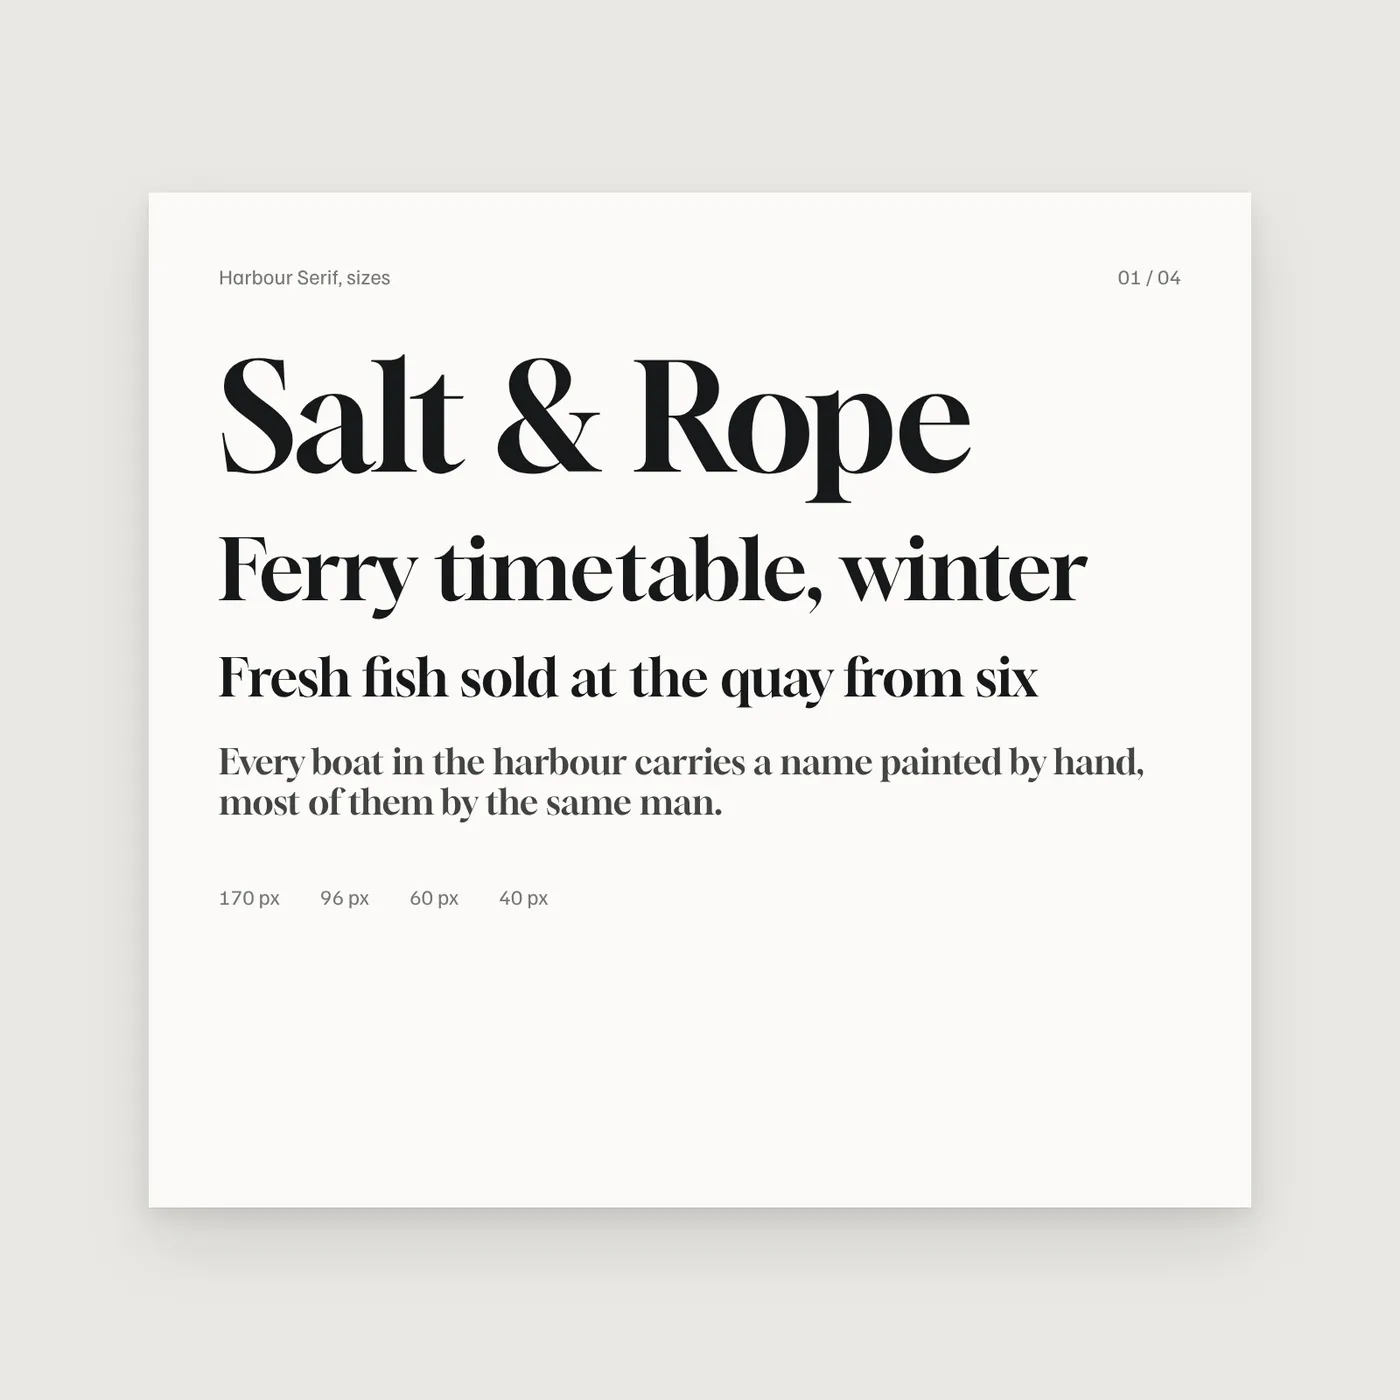 Harbour Serif, sizes
01 / 04
Salt & Rope
Ferry timetable, winter
Fresh fish sold at the quay from six
Every boat in the harbour carries a name painted by hand,
most of them by the same man.
170 px 96 px 60 px 40 px